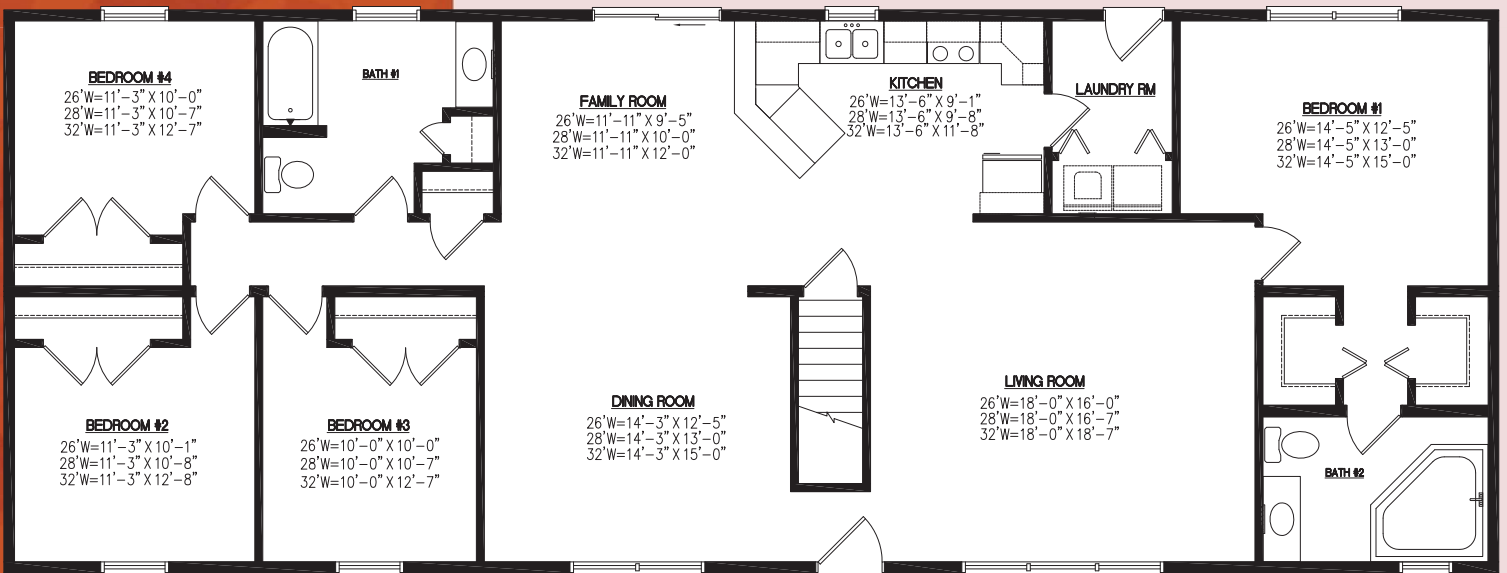 BEDROOM #4
26'W=11'-3" X 10'-0"
28'W=11'-3" X 10'-7"
32'W=11'-3" X 12'-7"
BATH #1
FAMILY ROOM
26'W=11'-11" X 9'-5"
28'W=11'-11" X 10'-0"
32'W=11'-11" X 12'-0"
KITCHEN
26'W=13'-6" X 9'-1"
28'W=13'-6" X 9'-8"
32'W=13'-6" X 11'-8"
LAUNDRY RM
BEDROOM #1
26'W=14'-5" X 12'-5"
28'W=14'-5" X 13'-0"
32'W=14'-5" X 15'-0"
BEDROOM #2
26'W=11'-3" X 10'-1"
28'W=11'-3" X 10'-8"
32'W=11'-3" X 12'-8"
BEDROOM #3
26'W=10'-0" X 10'-0"
28'W=10'-0" X 10'-7"
32'W=10'-0" X 12'-7"
DINING ROOM
26'W=14'-3" X 12'-5"
28'W=14'-3" X 13'-0"
32'W=14'-3" X 15'-0"
LIVING ROOM
26'W=18'-0" X 16'-0"
28'W=18'-0" X 16'-7"
32'W=18'-0" X 18'-7"
BATH #2